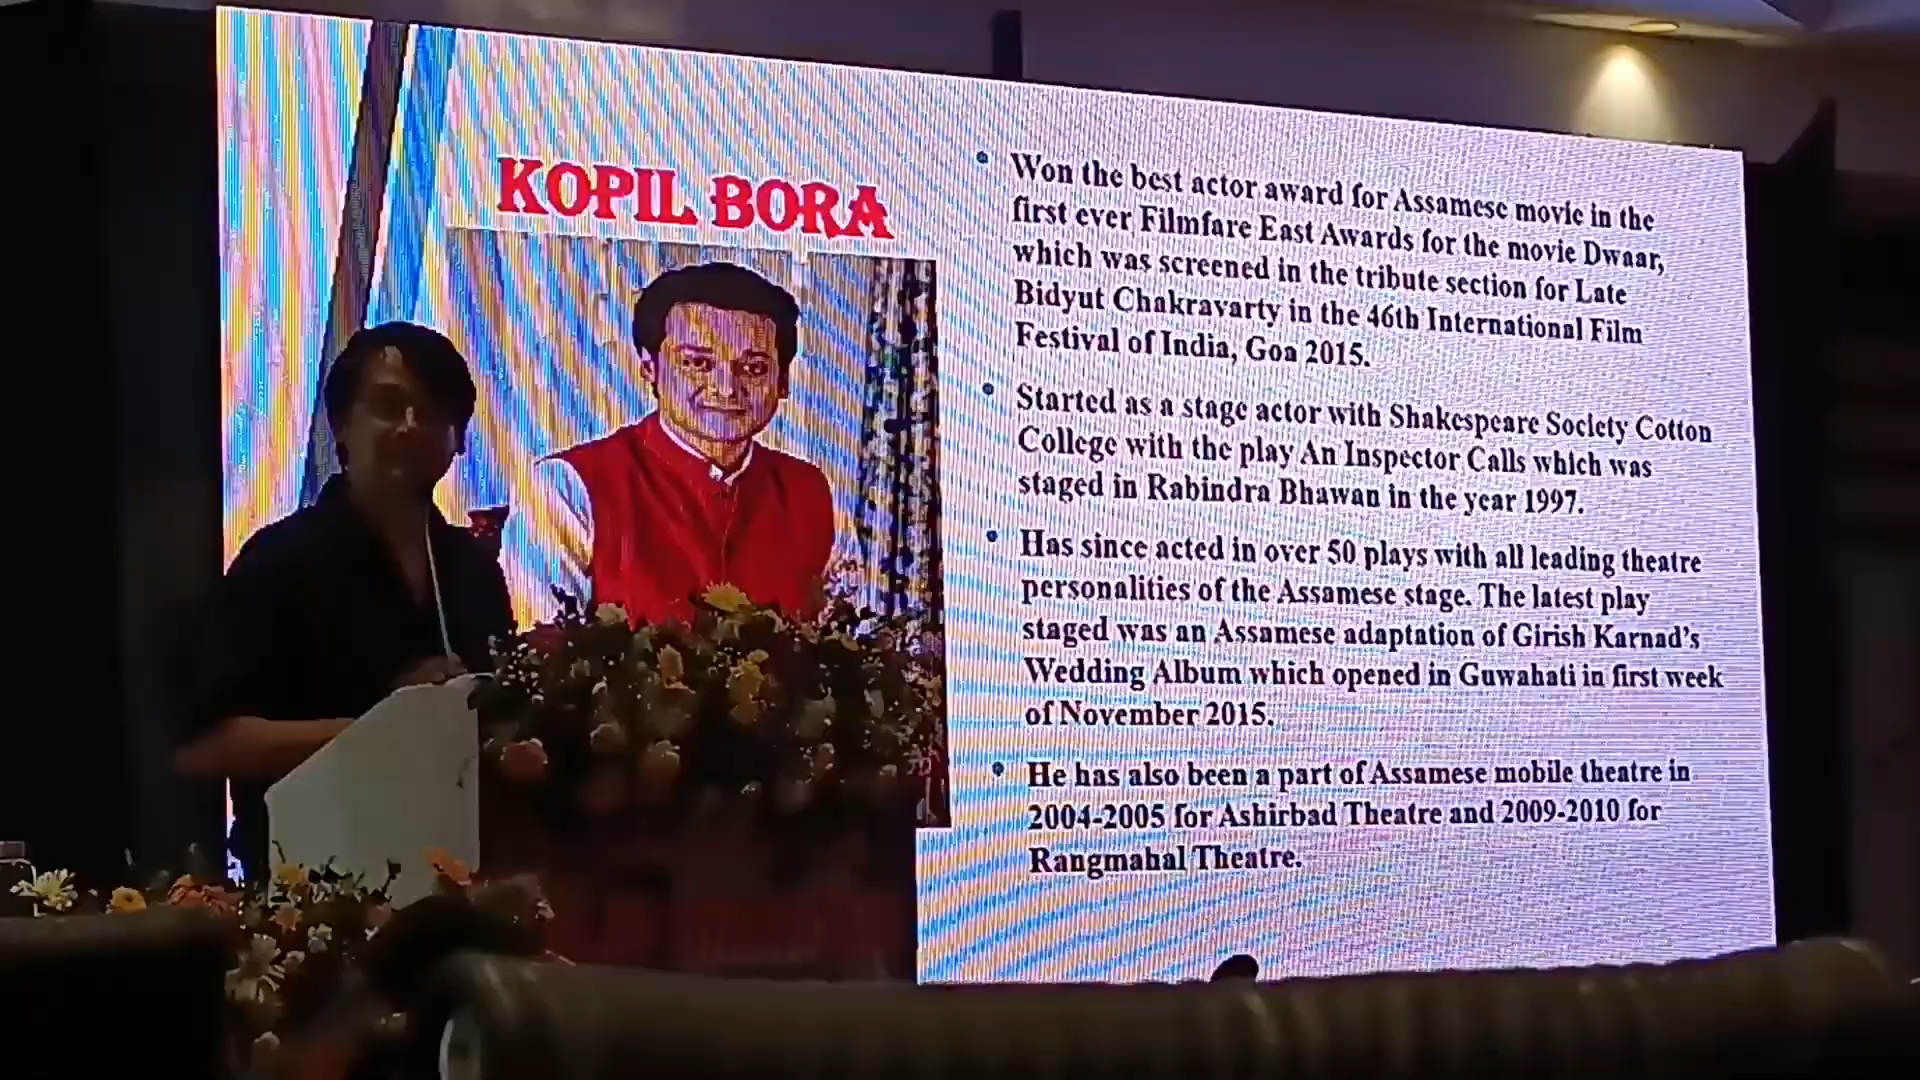 KOPIL BORA
• Won the best actor award for Assamese movie in the
first ever Filmfare East Awards for the movie Dwaar,
which was screened in the tribute section for Late
Bidyut Chakravarty in the 46th International Film
Festival of India, Goa 2015.
• Started as a stage actor with Shakespeare Society Cotton
College with the play An Inspector Calls which was
staged in Rabindra Bhawan in the year 1997.
• Has since acted in over 50 plays with all leading theatre
personalities of the Assamese stage. The latest play
staged was an Assamese adaptation of Girish Karnad's
Wedding Album which opened in Guwahati in first week
of November 2015.
• He has also been a part of Assamese mobile theatre in
2004-2005 for Ashirbad Theatre and 2009-2010 for
Rangmahal Theatre.